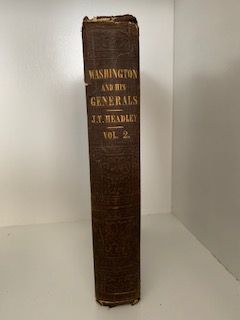 WASHINGTON
AND HIS
GENERALS
J.T. HEADLEY
VOL. 2.